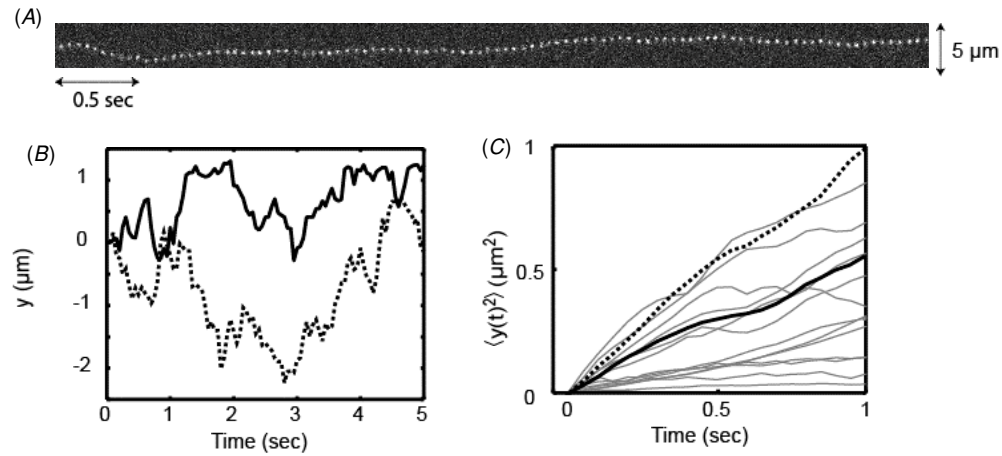 (A)
5 μm
0.5 sec
(B)
1
0
-1
-2
y (μm)
0 1 2 3 4 5
Time (sec)
(C)
1
0.5
0
⟨y(t)²⟩ (μm²)
0 0.5 1
Time (sec)